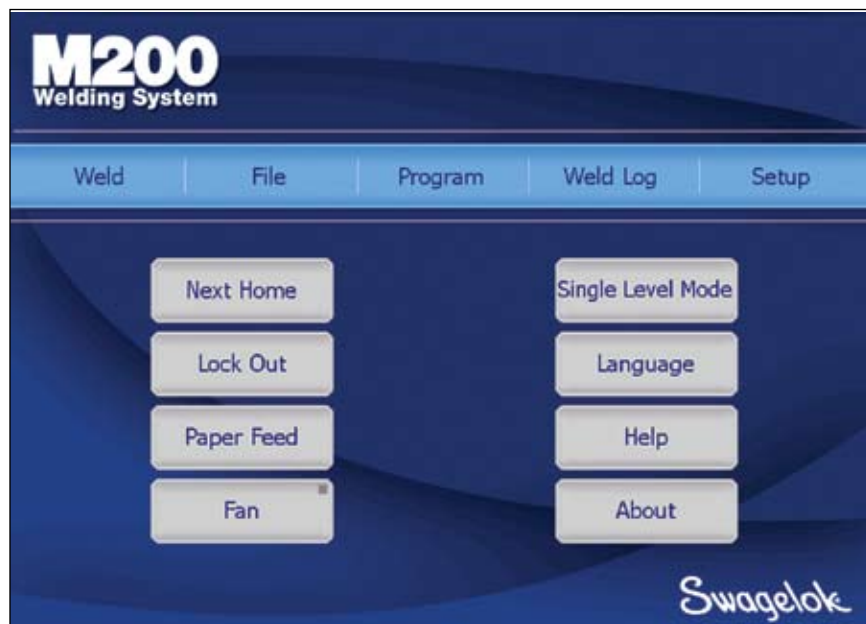 M200
Welding System
Weld File Program Weld Log Setup
Next Home Single Level Mode
Lock Out Language
Paper Feed Help
Fan About
Swagelok